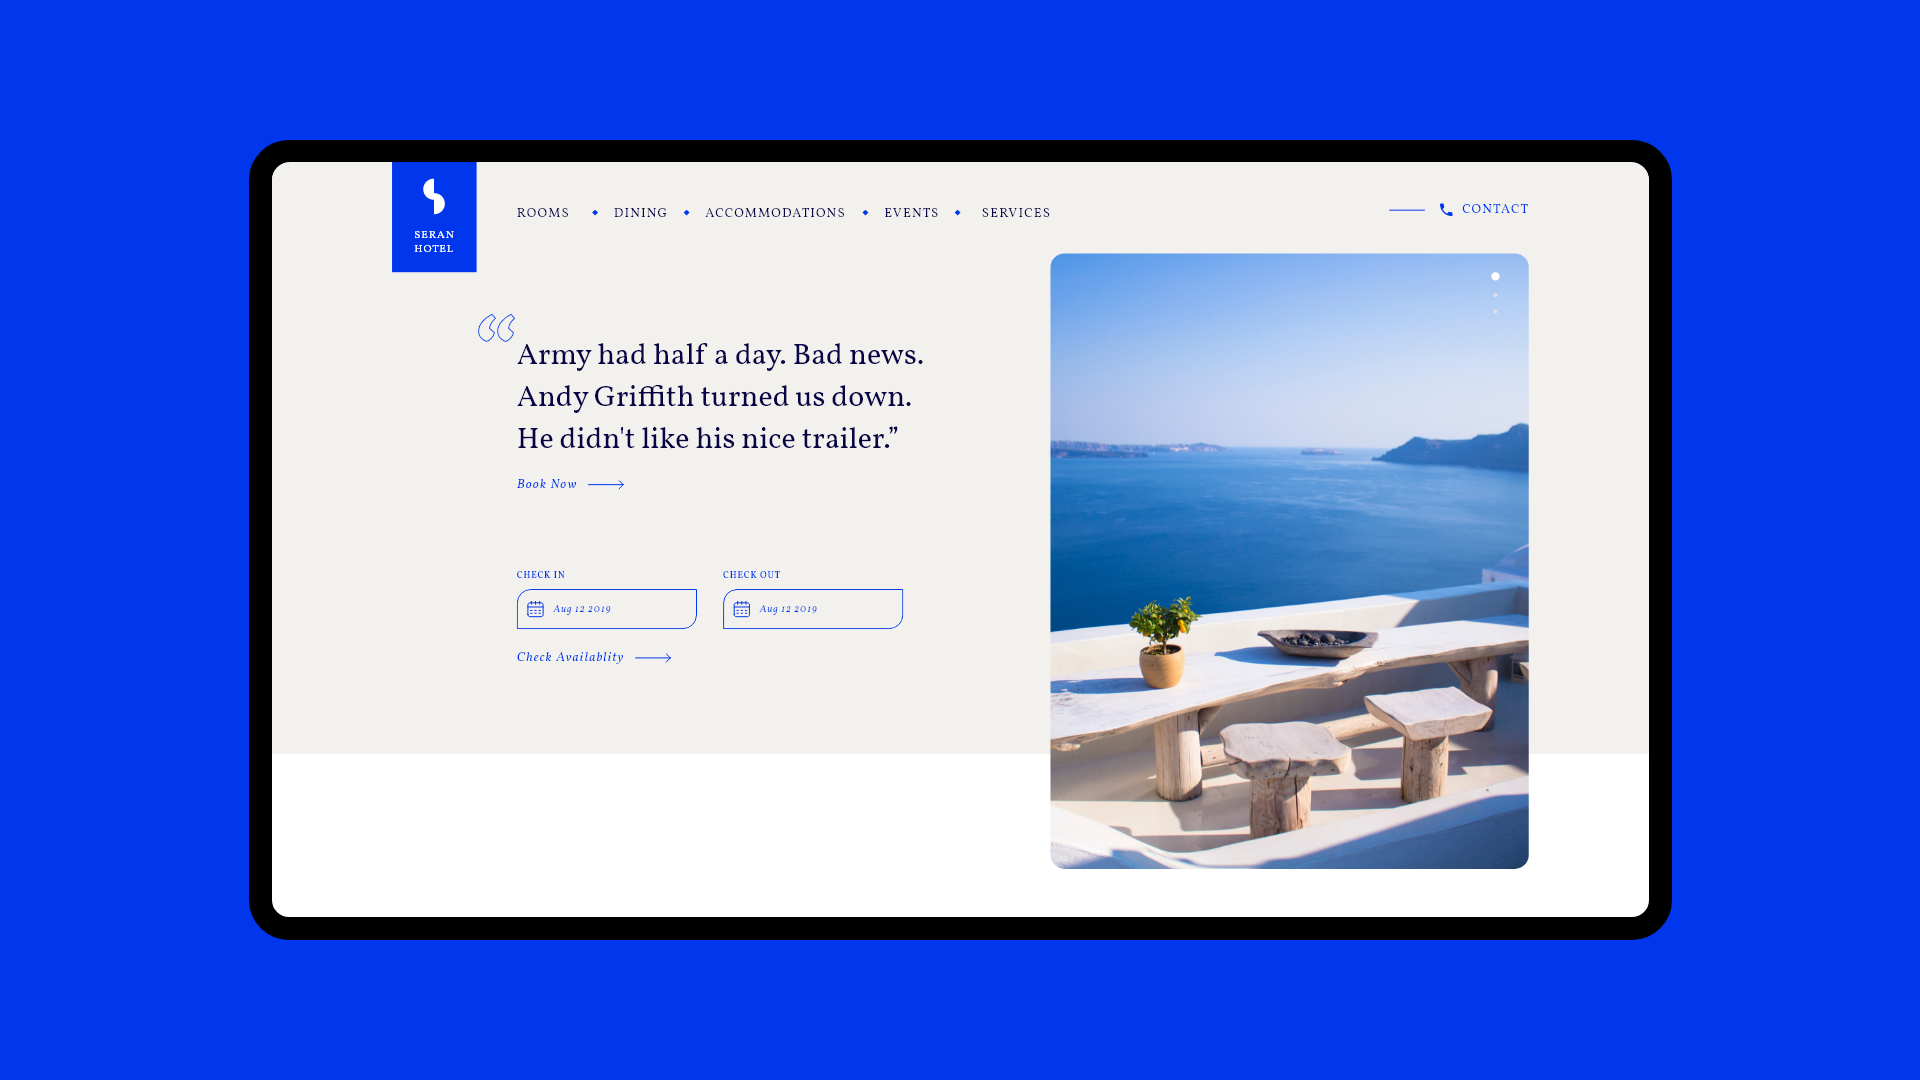 SERAN
HOTEL
ROOMS ◆ DINING ◆ ACCOMMODATIONS ◆ EVENTS ◆ SERVICES
CONTACT
“Army had half a day. Bad news.
Andy Griffith turned us down.
He didn't like his nice trailer.”
Book Now
CHECK IN
CHECK OUT
Aug 12 2019
Aug 12 2019
Check Availablity